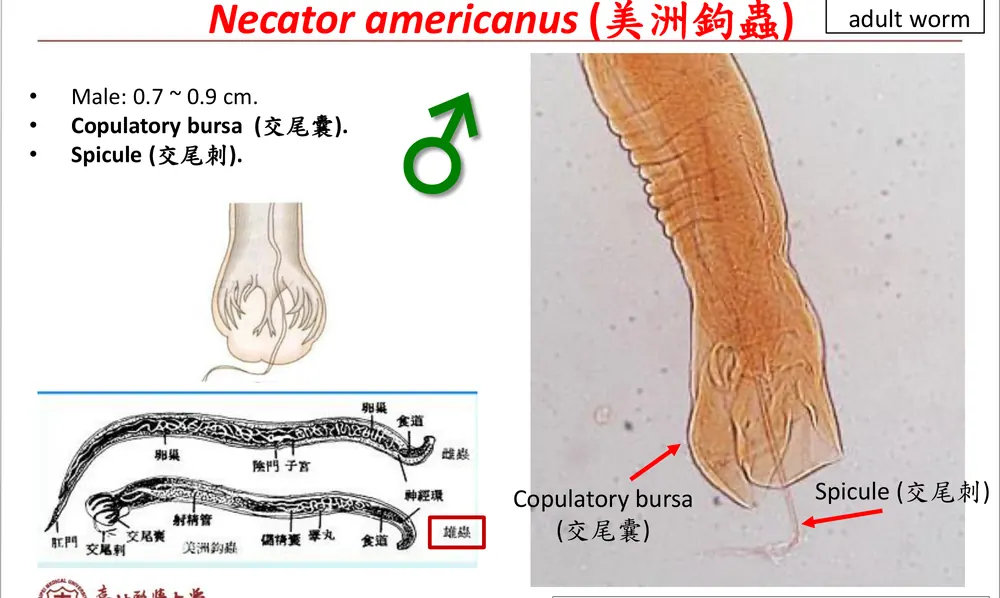 Necator americanus (美洲鉤蟲)
adult worm
• Male: 0.7 ~ 0.9 cm.
• Copulatory bursa (交尾囊).
• Spicule (交尾刺).
卵巢
食道
卵巢
陰門 子宮
雌蟲
神經環
射精管
肛門
交尾刺
交尾囊
美洲鉤蟲
儲精囊
睪丸
食道
雄蟲
Copulatory bursa
(交尾囊)
Spicule (交尾刺)